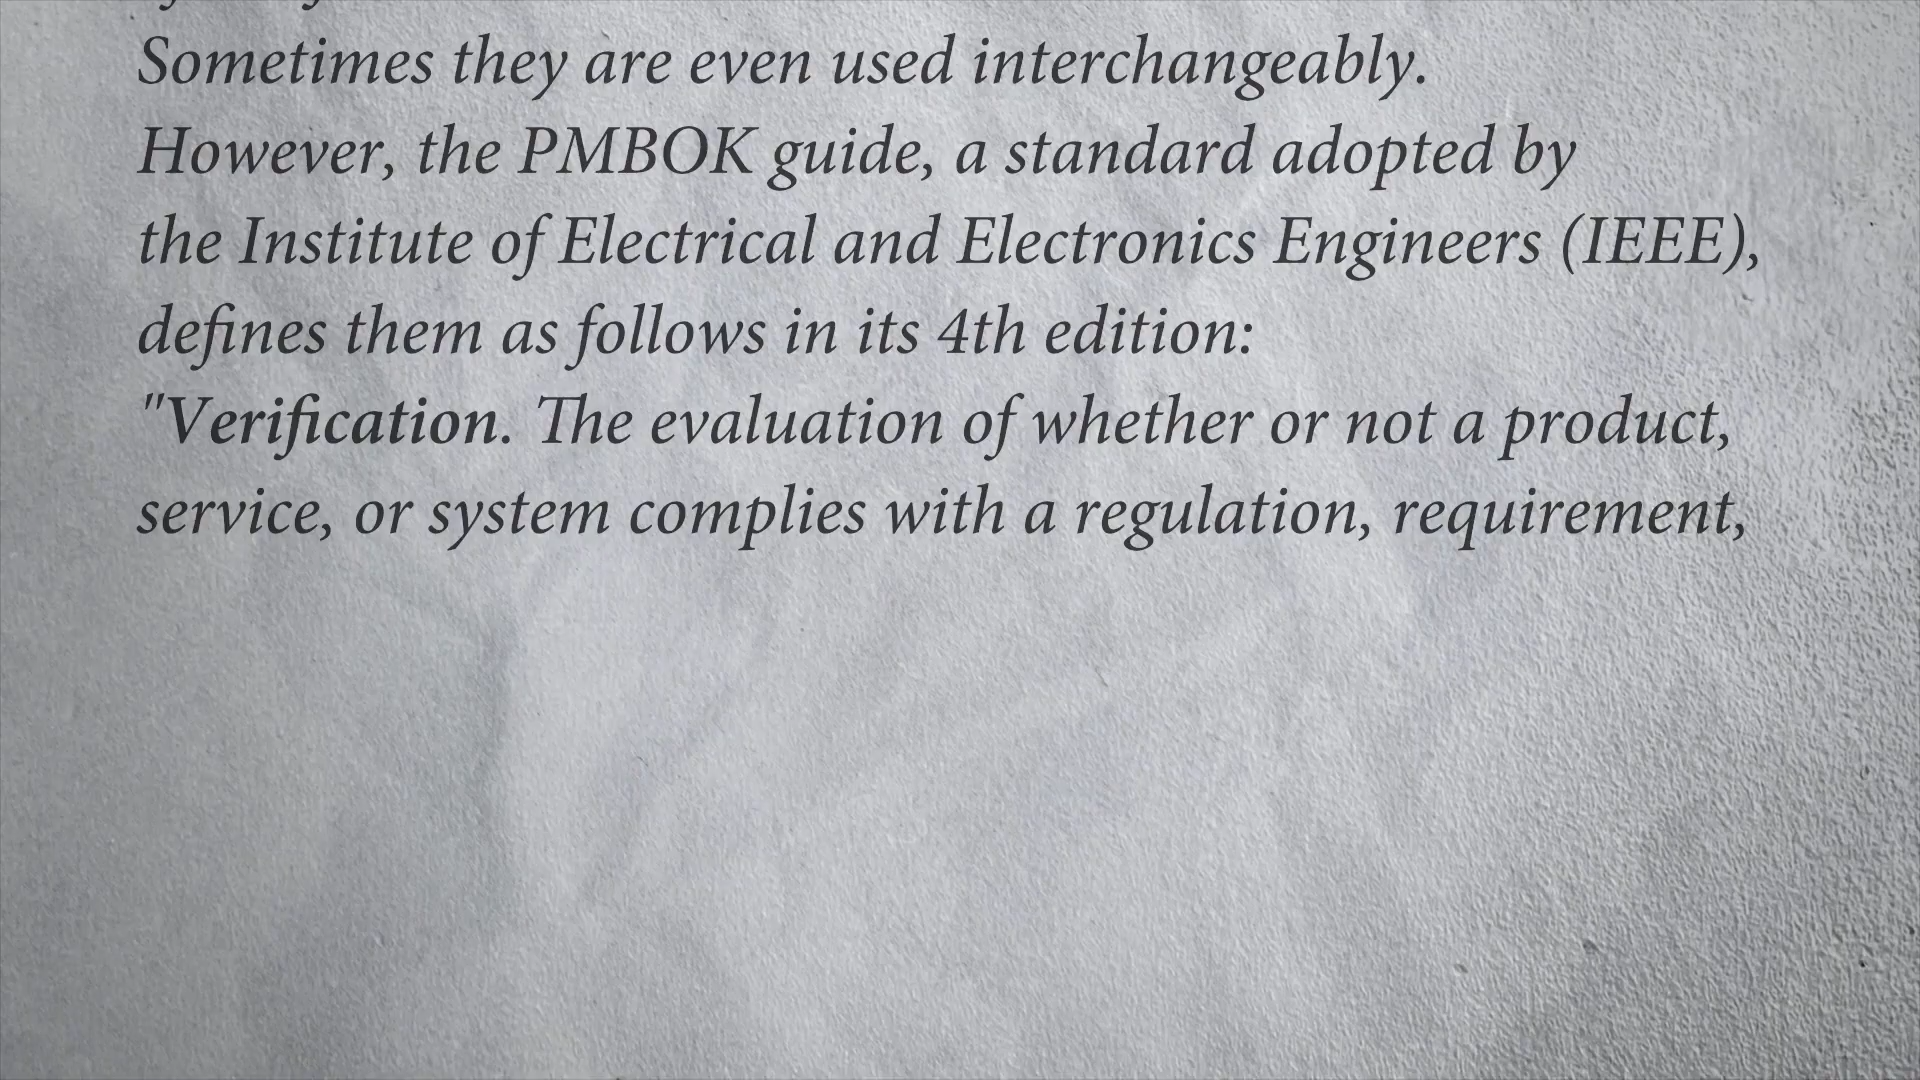 Sometimes they are even used interchangeably.
However, the PMBOK guide, a standard adopted by
the Institute of Electrical and Electronics Engineers (IEEE),
defines them as follows in its 4th edition:
"Verification. The evaluation of whether or not a product,
service, or system complies with a regulation, requirement,